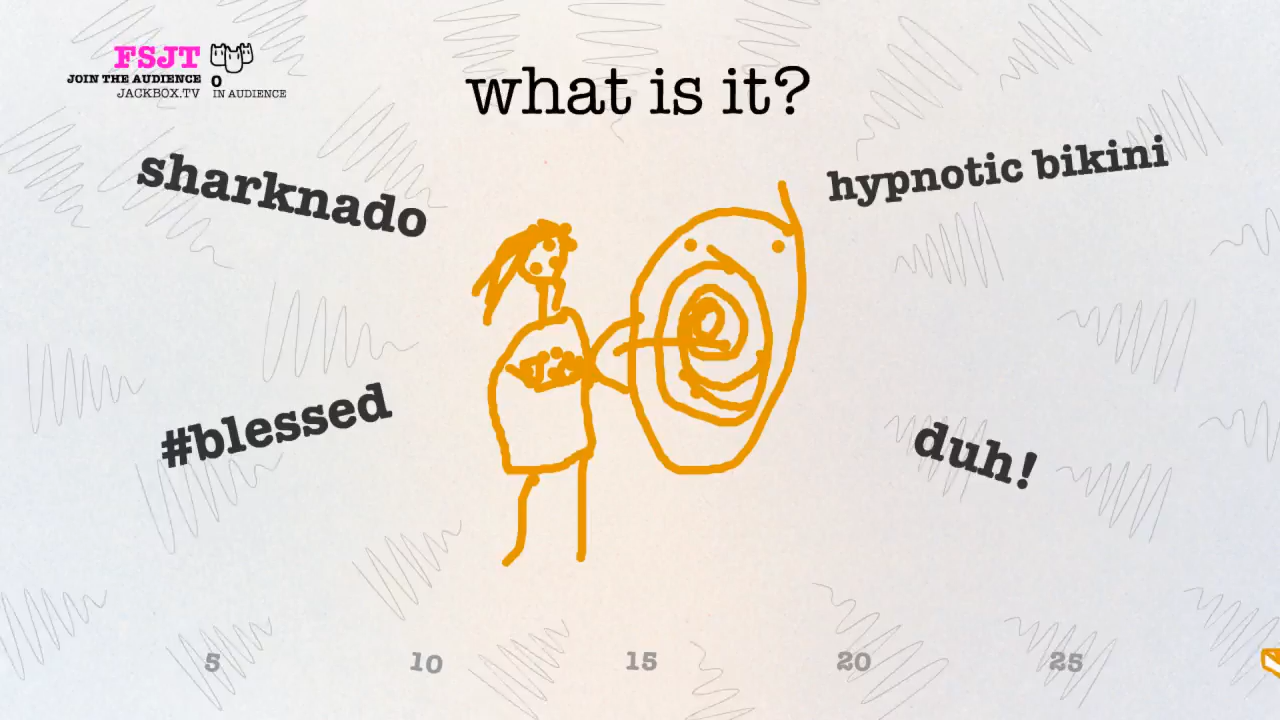 FSJT
JOIN THE AUDIENCE
JACKBOX.TV
0
IN AUDIENCE
what is it?
sharknado
hypnotic bikini
#blessed
duh!
5 10 15 20 25